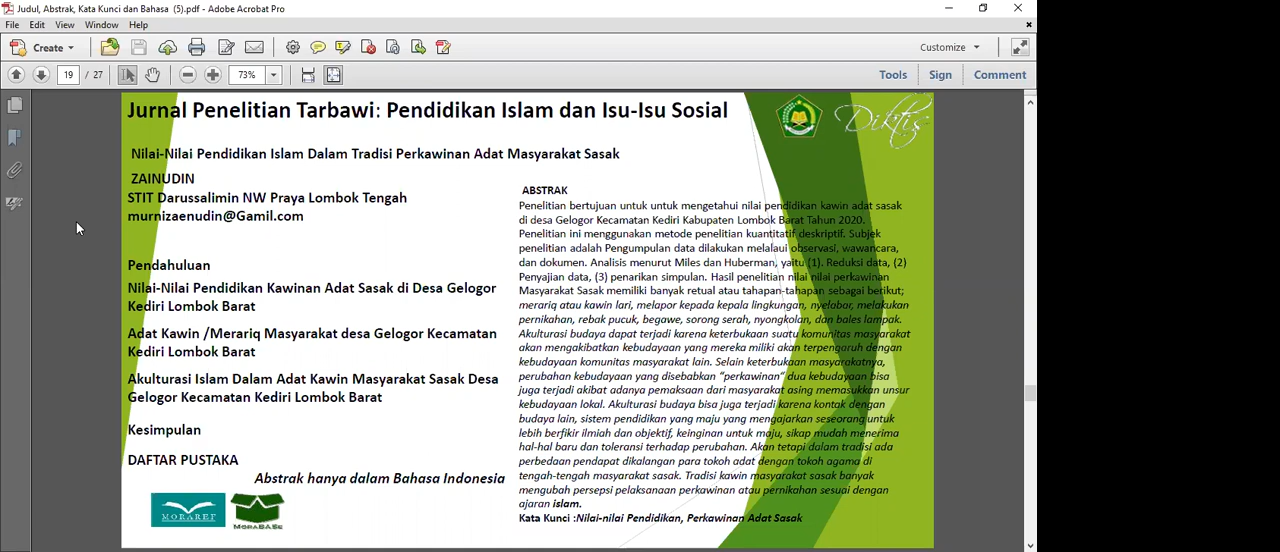 Judul, Abstrak, Kata Kunci dan Bahasa (5).pdf - Adobe Acrobat Pro
File Edit View Window Help
Create
Customize
19 / 27
73%
Tools Sign Comment
Jurnal Penelitian Tarbawi: Pendidikan Islam dan Isu-Isu Sosial
Diktis
Nilai-Nilai Pendidikan Islam Dalam Tradisi Perkawinan Adat Masyarakat Sasak
ZAINUDIN
STIT Darussalimin NW Praya Lombok Tengah
murnizaenudin@Gamil.com
Pendahuluan
Nilai-Nilai Pendidikan Kawinan Adat Sasak di Desa Gelogor
Kediri Lombok Barat
Adat Kawin /Merariq Masyarakat desa Gelogor Kecamatan
Kediri Lombok Barat
Akulturasi Islam Dalam Adat Kawin Masyarakat Sasak Desa
Gelogor Kecamatan Kediri Lombok Barat
Kesimpulan
DAFTAR PUSTAKA
Abstrak hanya dalam Bahasa Indonesia
MORAREF
MORABASE
ABSTRAK
Penelitian bertujuan untuk untuk mengetahui nilai pendidikan kawin adat sasak
di desa Gelogor Kecamatan Kediri Kabupaten Lombok Barat Tahun 2020.
Penelitian ini menggunakan metode penelitian kuantitatif deskriptif. Subjek
penelitian adalah Pengumpulan data dilakukan melalaui observasi, wawancara,
dan dokumen. Analisis menurut Miles dan Huberman, yaitu (1). Reduksi data, (2)
Penyajian data, (3) penarikan simpulan. Hasil penelitian nilai nilai perkawinan
Masyarakat Sasak memiliki banyak retual atau tahapan-tahapan sebagai berikut;
merariq atau kawin lari, melapor kepada kepala lingkungan, nyelabar, melakukan
pernikahan, rebak pucuk, begawe, sorong serah, nyongkolan, dan bales lampak.
Akulturasi budaya dapat terjadi karena keterbukaan suatu komunitas masyarakat
akan mengakibatkan kebudayaan yang mereka miliki akan terpengaruh dengan
kebudayaan komunitas masyarakat lain. Selain keterbukaan masyarakatnya,
perubahan kebudayaan yang disebabkan “perkawinan” dua kebudayaan bisa
juga terjadi akibat adanya pemaksaan dari masyarakat asing memasukkan unsur
kebudayaan lokal. Akulturasi budaya bisa juga terjadi karena kontak dengan
budaya lain, sistem pendidikan yang maju yang mengajarkan seseorang untuk
lebih berfikir ilmiah dan objektif, keinginan untuk maju, sikap mudah menerima
hal-hal baru dan toleransi terhadap perubahan. Akan tetapi dalam tradisi ada
perbedaan pendapat dikalangan para tokoh adat dengan tokoh agama di
tengah-tengah masyarakat sasak. Tradisi kawin masyarakat sasak banyak
mengubah persepsi pelaksanaan perkawinan atau pernikahan sesuai dengan
ajaran islam.
Kata Kunci :Nilai-nilai Pendidikan, Perkawinan Adat Sasak